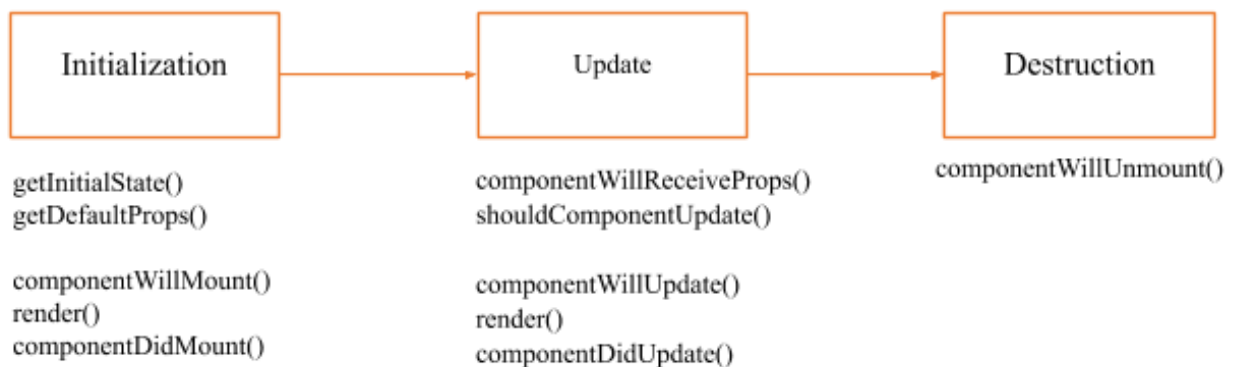 Initialization
Update
Destruction
getInitialState()
getDefaultProps()
componentWillMount()
render()
componentDidMount()
componentWillReceiveProps()
shouldComponentUpdate()
componentWillUpdate()
render()
componentDidUpdate()
componentWillUnmount()